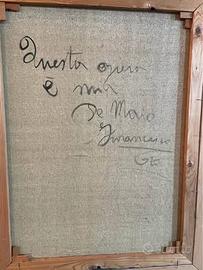 Questa opera
è mia
De Maio
Francesco
GE